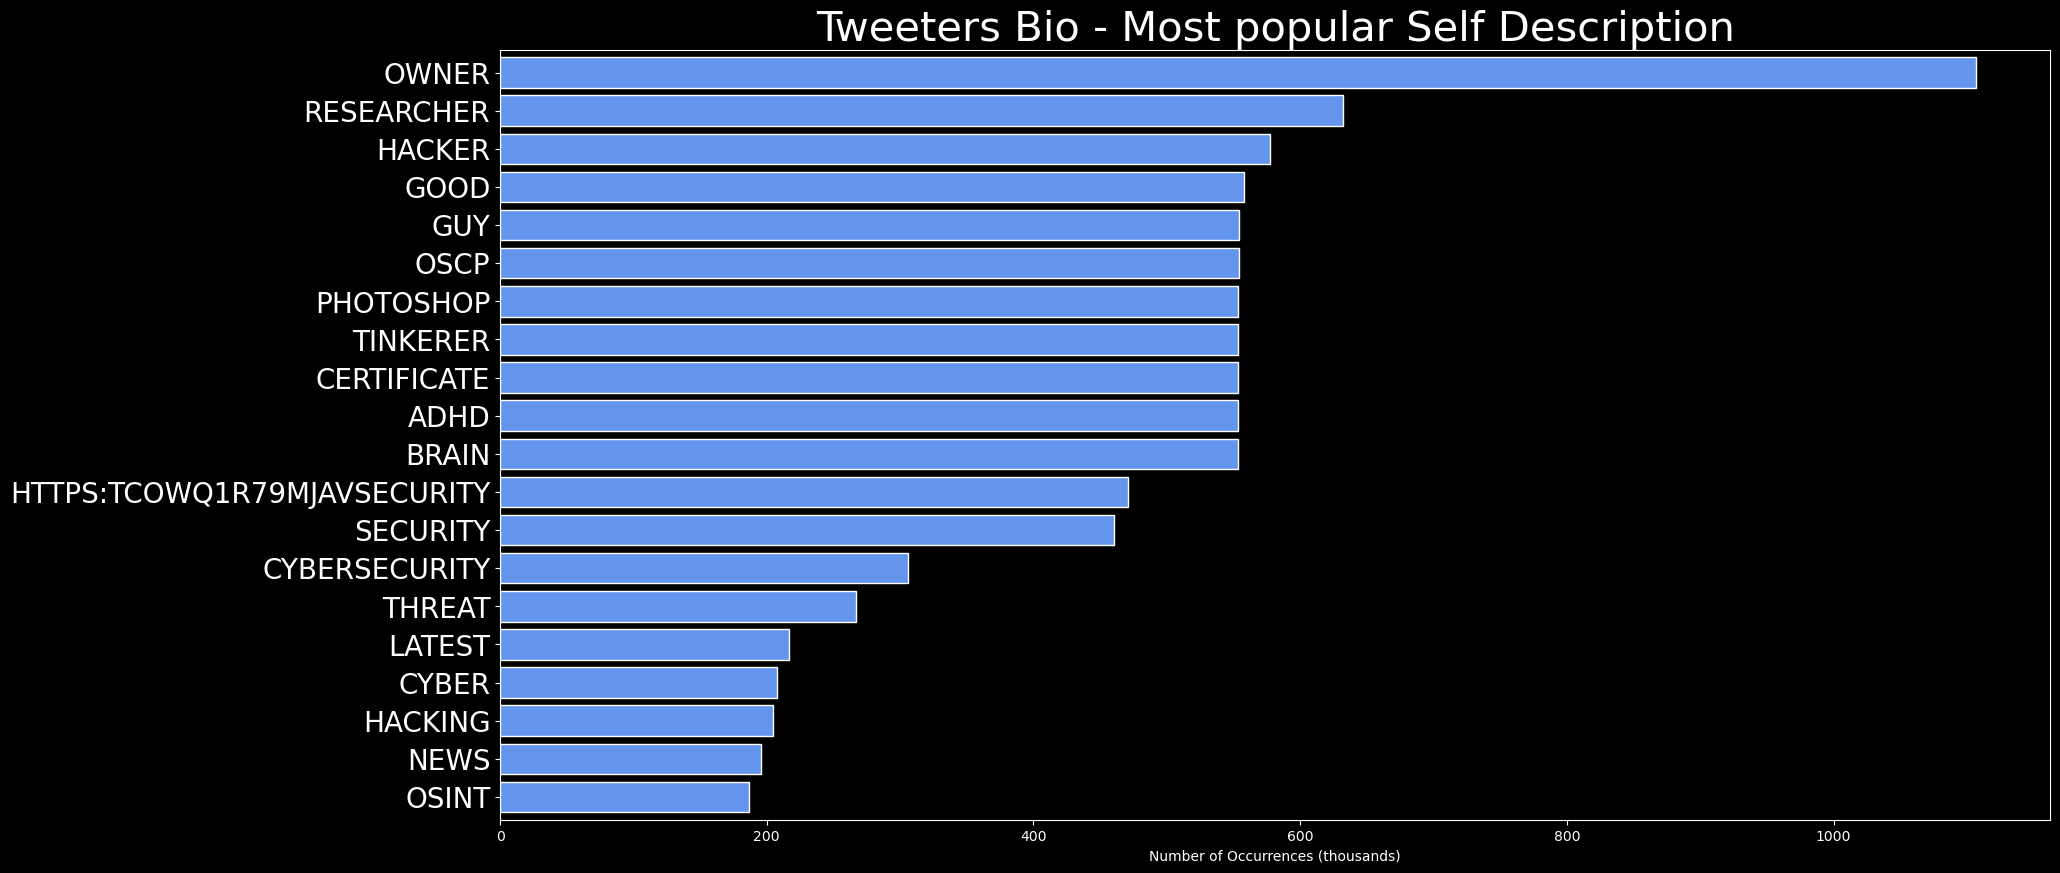 Tweeters Bio - Most popular Self Description
OWNER
RESEARCHER
HACKER
GOOD
GUY
OSCP
PHOTOSHOP
TINKERER
CERTIFICATE
ADHD
BRAIN
HTTPS:TCOWQ1R79MJAVSECURITY
SECURITY
CYBERSECURITY
THREAT
LATEST
CYBER
HACKING
NEWS
OSINT
0 200 400 600 800 1000
Number of Occurrences (thousands)